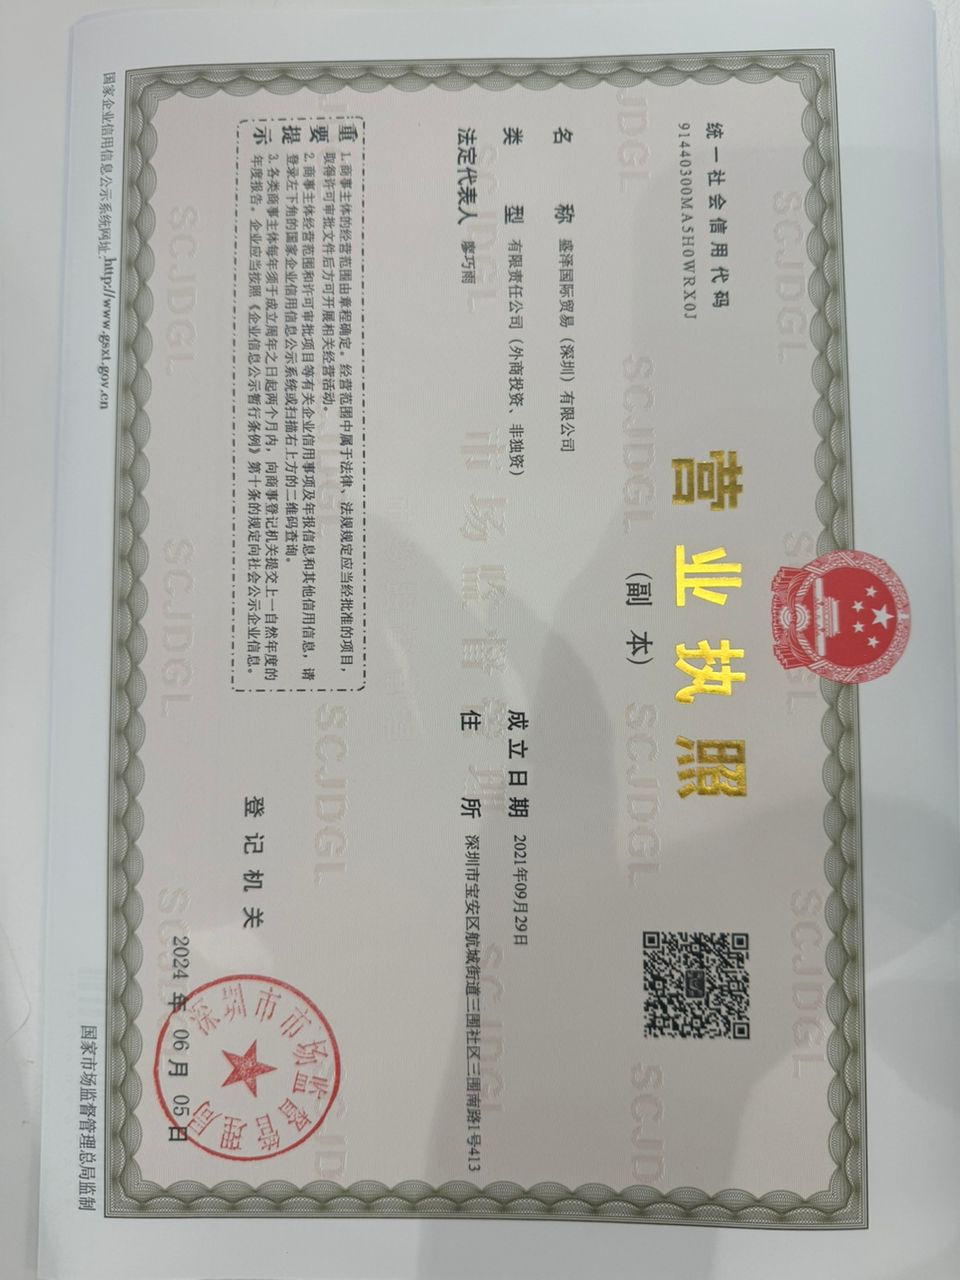 统一社会信用代码
91440300MA5H0WRX0J
营业执照
（副本）
名称 盛泽国际贸易（深圳）有限公司
类型 有限责任公司（外商投资、非独资）
法定代表人 廖巧雨
成立日期 2021年09月29日
住所 深圳市宝安区航城街道三围社区三围南路1号413
重要提示
1. 商事主体的经营范围由章程确定。经营范围中属于法律、法规规定应当经批准的项目，
取得许可审批文件后方可开展相关经营活动。
2. 商事主体经营范围和许可审批项目等有关企业信用事项及年报信息和其他信用信息，请
登录左下角的国家企业信用信息公示系统或扫描右上方的二维码查询。
3. 各类商事主体每年须于成立周年之日起两个月内，向商事登记机关提交上一自然年度的
年度报告。企业应当按照《企业信息公示暂行条例》第十条的规定向社会公示企业信息。
登记机关
深圳市市场监督管理局
2024年06月05日
国家企业信用信息公示系统网址:http://www.gsxt.gov.cn
国家市场监督管理总局监制
SCJDGL
市场监督管理